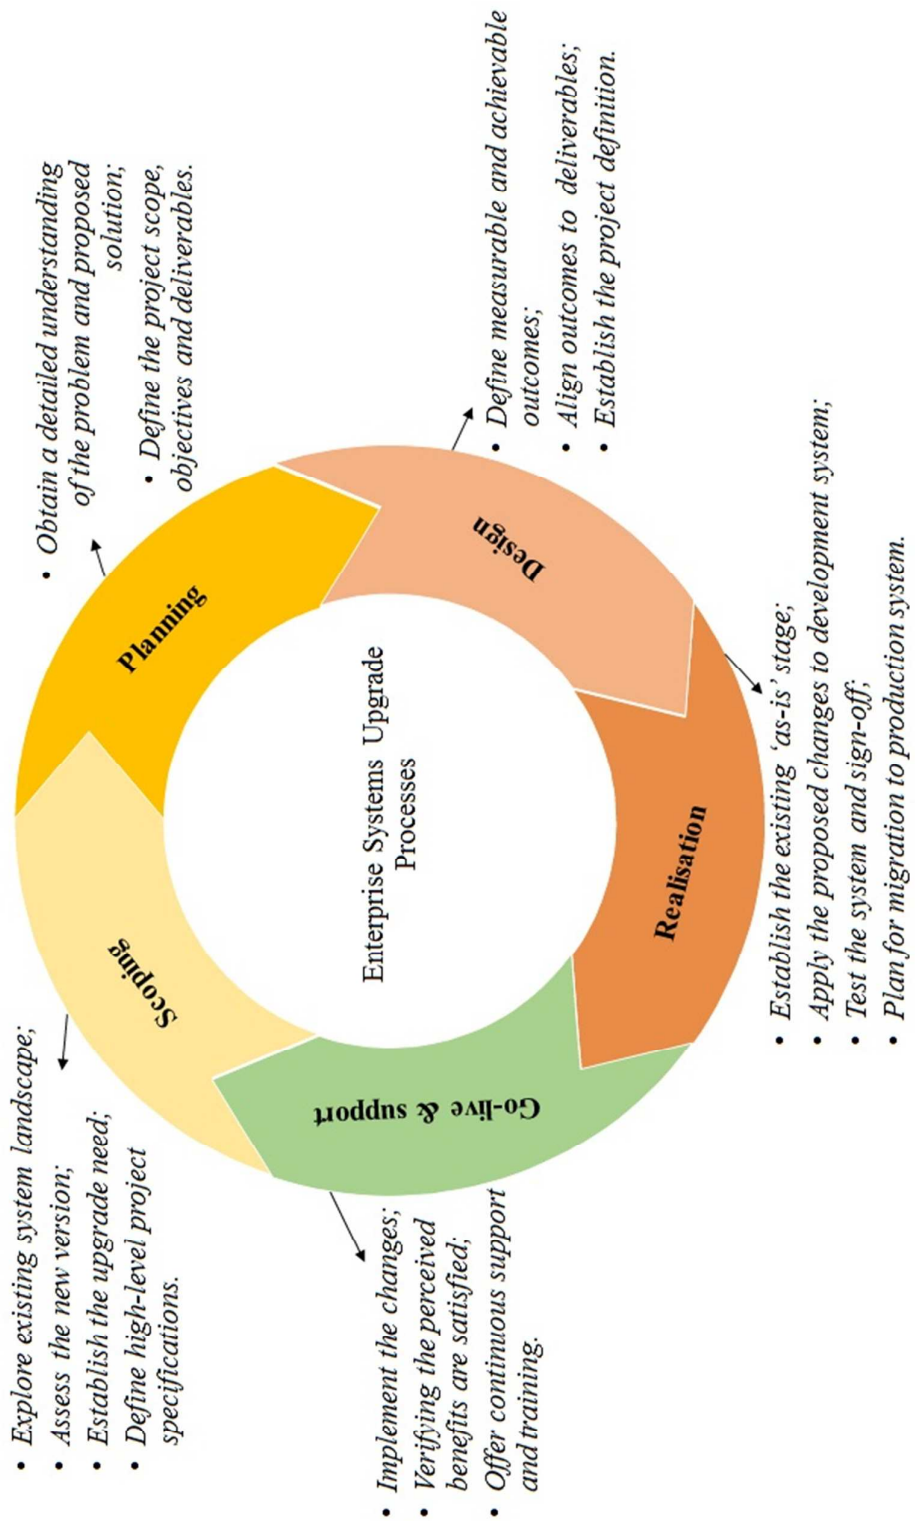 Enterprise Systems Upgrade
Processes
Scoping
• Explore existing system landscape;
• Assess the new version;
• Establish the upgrade need;
• Define high-level project
specifications.
Planning
• Obtain a detailed understanding
of the problem and proposed
solution;
• Define the project scope,
objectives and deliverables.
Design
• Define measurable and achievable
outcomes;
• Align outcomes to deliverables;
• Establish the project definition.
Realisation
• Establish the existing ‘as-is’ stage;
• Apply the proposed changes to development system;
• Test the system and sign-off;
• Plan for migration to production system.
Go-live & support
• Implement the changes;
• Verifying the perceived
benefits are satisfied;
• Offer continuous support
and training.